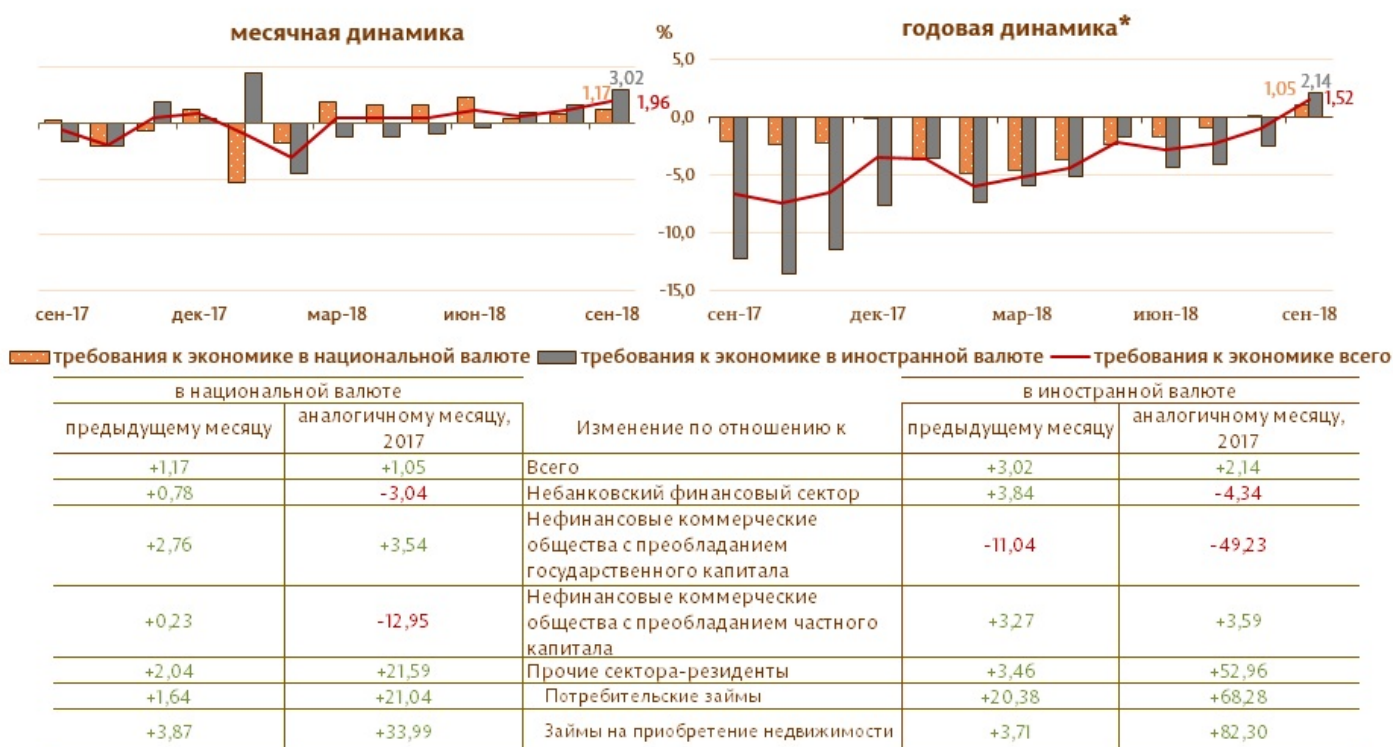 месячная динамика
%
годовая динамика*
5,0
0,0
-5,0
-10,0
-15,0
1,17
3,02
1,96
1,05
2,14
1,52
сен-17 дек-17 мар-18 июн-18 сен-18
сен-17 дек-17 мар-18 июн-18 сен-18
требования к экономике в национальной валюте требования к экономике в иностранной валюте требования к экономике всего
в национальной валюте в иностранной валюте
предыдущему месяцу аналогичному месяцу, 2017 Изменение по отношению к предыдущему месяцу аналогичному месяцу, 2017
+1,17 +1,05 Всего +3,02 +2,14
+0,78 -3,04 Небанковский финансовый сектор +3,84 -4,34
Нефинансовые коммерческие
+2,76 +3,54 общества с преобладанием -11,04 -49,23
государственного капитала
Нефинансовые коммерческие
+0,23 -12,95 общества с преобладанием частного +3,27 +3,59
капитала
+2,04 +21,59 Прочие сектора-резиденты +3,46 +52,96
+1,64 +21,04 Потребительские займы +20,38 +68,28
+3,87 +33,99 Займы на приобретение недвижимости +3,71 +82,30